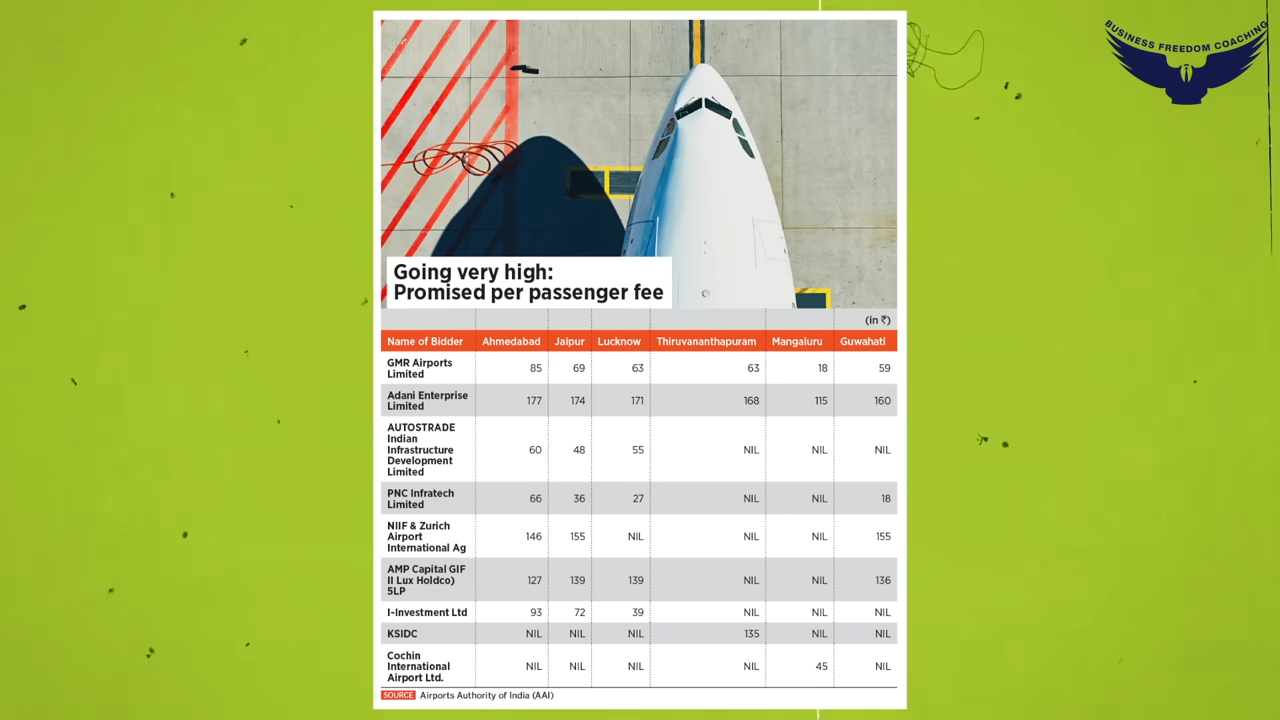 BUSINESS FREEDOM COACHING
Going very high:
Promised per passenger fee
(in ₹)
Name of Bidder Ahmedabad Jaipur Lucknow Thiruvananthapuram Mangaluru Guwahati
GMR Airports
Limited 85 69 63 63 18 59
Adani Enterprise
Limited 177 174 171 168 115 160
AUTOSTRADE
Indian
Infrastructure 60 48 55 NIL NIL NIL
Development
Limited
PNC Infratech
Limited 66 36 27 NIL NIL 18
NIIF & Zurich
Airport 146 155 NIL NIL NIL 155
International Ag
AMP Capital GIF
II Lux Holdco) 127 139 139 NIL NIL 136
5LP
I-Investment Ltd 93 72 39 NIL NIL NIL
KSIDC NIL NIL NIL 135 NIL NIL
Cochin
International NIL NIL NIL NIL 45 NIL
Airport Ltd.
SOURCE Airports Authority of India (AAI)